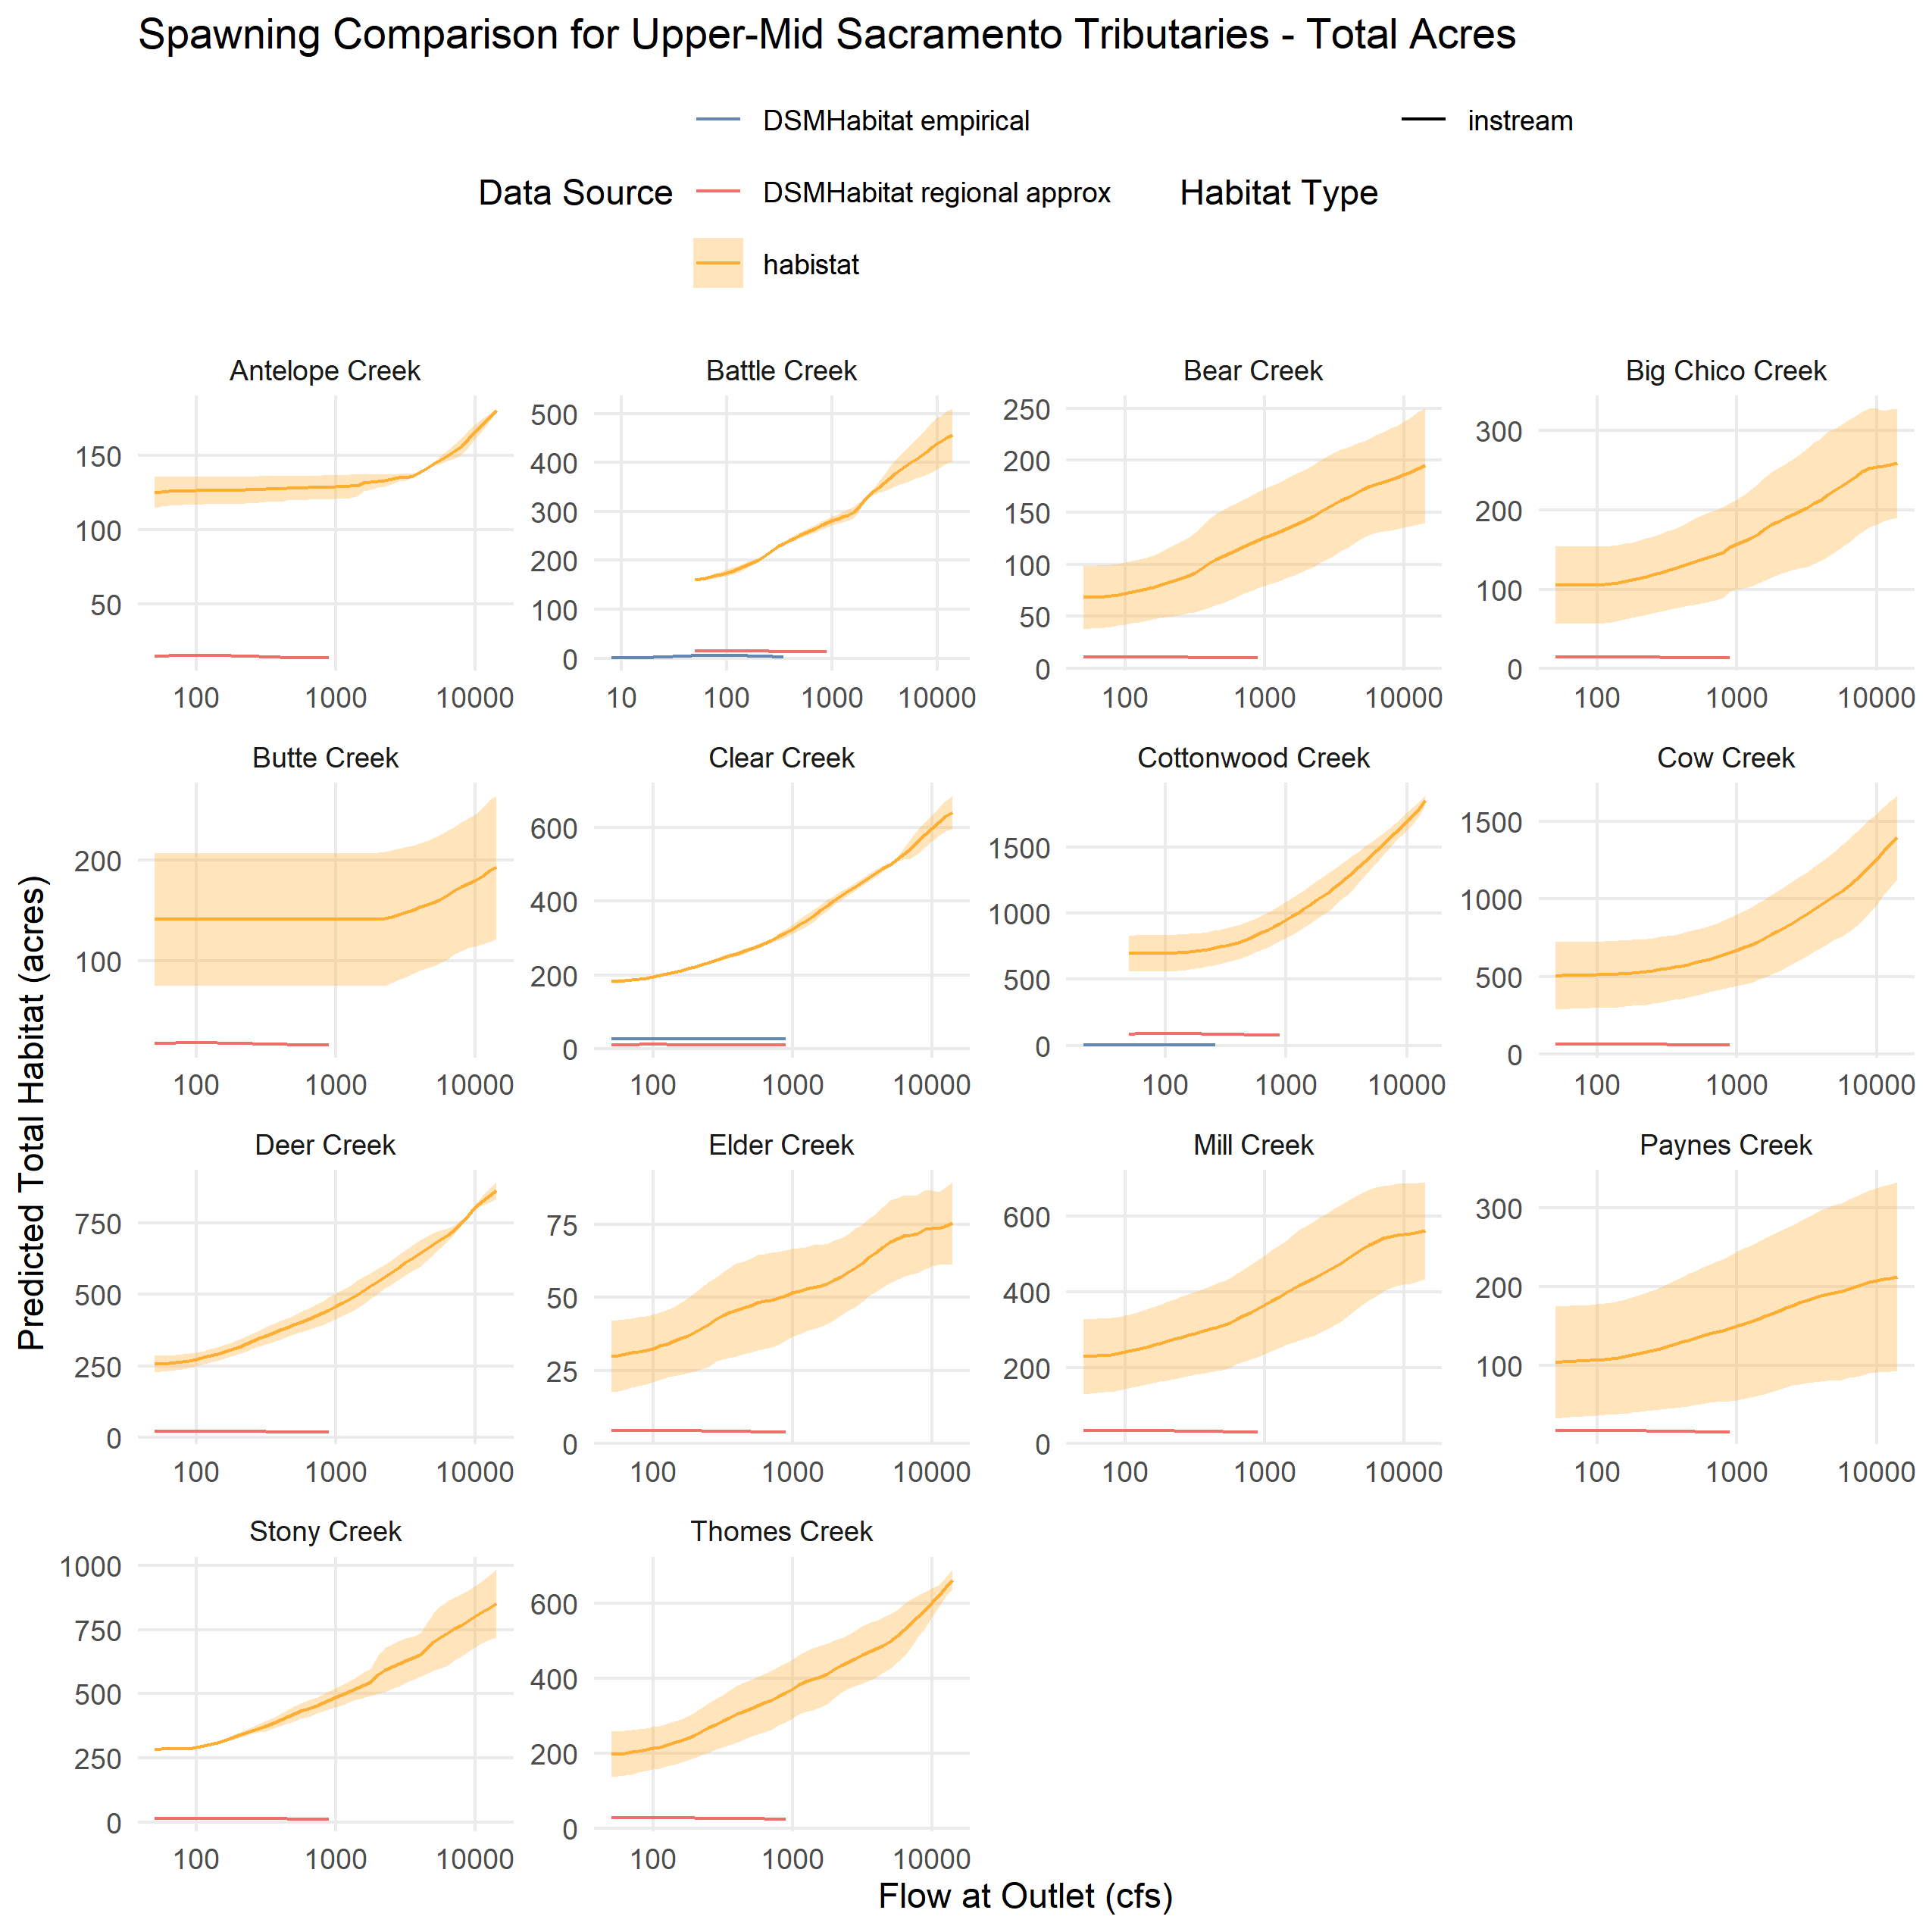 Spawning Comparison for Upper-Mid Sacramento Tributaries - Total Acres
Data Source
DSMHabitat empirical
DSMHabitat regional approx
habistat
Habitat Type
instream
Predicted Total Habitat (acres)
Antelope Creek
150
100
50
100 1000 10000
Battle Creek
500
400
300
200
100
0
10 100 1000 10000
Bear Creek
250
200
150
100
50
0
100 1000 10000
Big Chico Creek
300
200
100
0
100 1000 10000
Butte Creek
200
100
100 1000 10000
Clear Creek
600
400
200
0
100 1000 10000
Cottonwood Creek
1500
1000
500
0
100 1000 10000
Cow Creek
1500
1000
500
0
100 1000 10000
Deer Creek
750
500
250
0
100 1000 10000
Elder Creek
75
50
25
0
100 1000 10000
Mill Creek
600
400
200
0
100 1000 10000
Paynes Creek
300
200
100
100 1000 10000
Stony Creek
1000
750
500
250
0
100 1000 10000
Thomes Creek
600
400
200
0
100 1000 10000
Flow at Outlet (cfs)